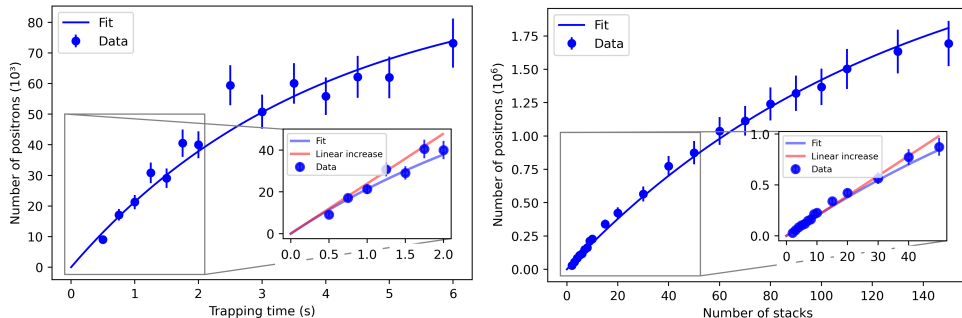 Number of positrons (10³)
80
70
60
50
40
30
20
10
0
Fit
Data
40
20
0
Fit
Linear increase
Data
0.0 0.5 1.0 1.5 2.0
0 1 2 3 4 5 6
Trapping time (s)
Number of positrons (10⁶)
1.75
1.50
1.25
1.00
0.75
0.50
0.25
0.00
Fit
Data
1.0
0.5
0.0
Fit
Linear increase
Data
0 10 20 30 40
0 20 40 60 80 100 120 140
Number of stacks